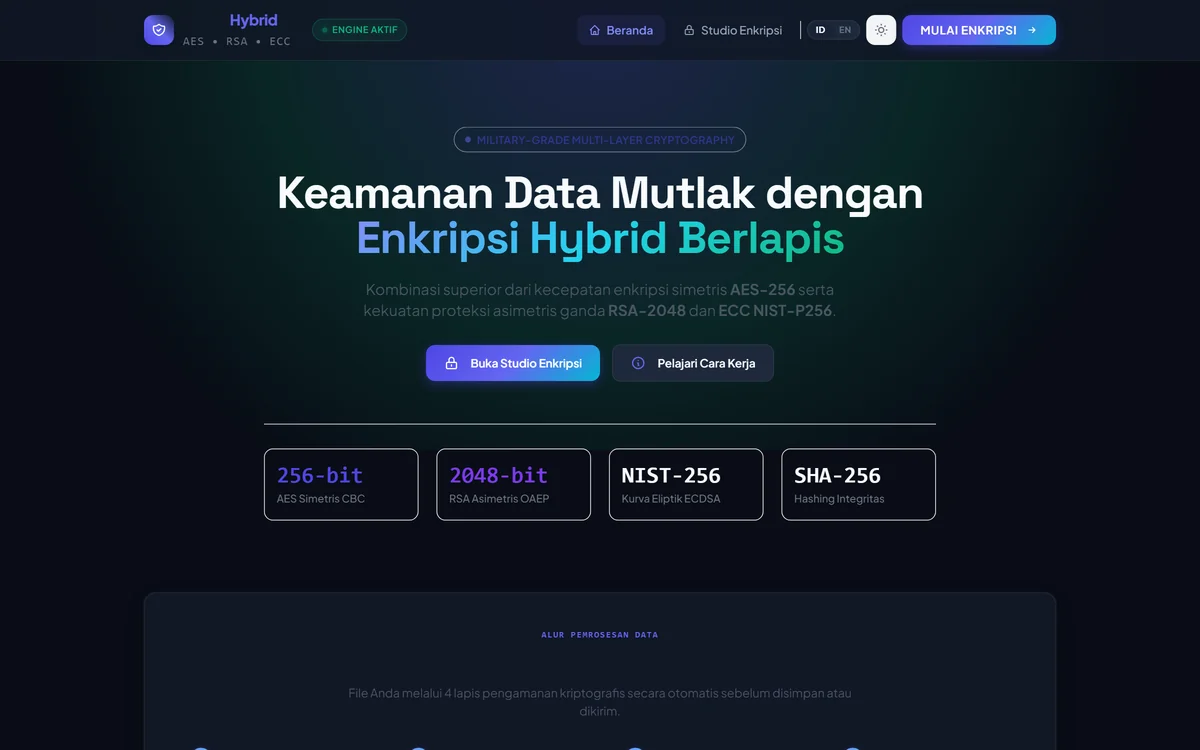 Hybrid
AES • RSA • ECC
ENGINE AKTIF
Beranda
Studio Enkripsi
ID EN
MULAI ENKRIPSI →
MILITARY-GRADE MULTI-LAYER CRYPTOGRAPHY
Keamanan Data Mutlak dengan
Enkripsi Hybrid Berlapis
Kombinasi superior dari kecepatan enkripsi simetris AES-256 serta
kekuatan proteksi asimetris ganda RSA-2048 dan ECC NIST-P256.
Buka Studio Enkripsi
Pelajari Cara Kerja
256-bit
AES Simetris CBC
2048-bit
RSA Asimetris OAEP
NIST-256
Kurva Eliptik ECDSA
SHA-256
Hashing Integritas
ALUR PEMROSESAN DATA
File Anda melalui 4 lapis pengamanan kriptografis secara otomatis sebelum disimpan atau
dikirim.